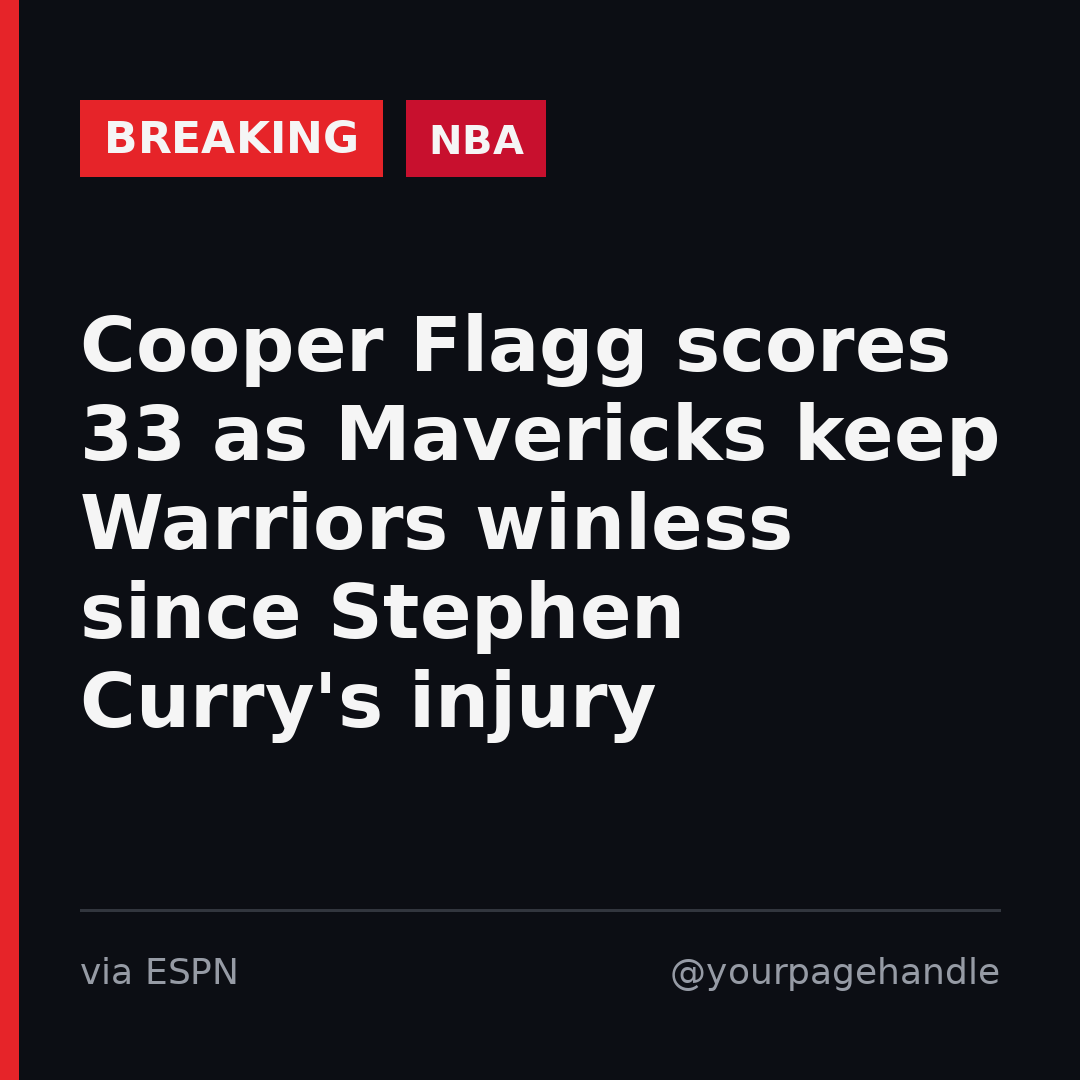 BREAKING NBA
Cooper Flagg scores
33 as Mavericks keep
Warriors winless
since Stephen
Curry's injury
via ESPN @yourpagehandle